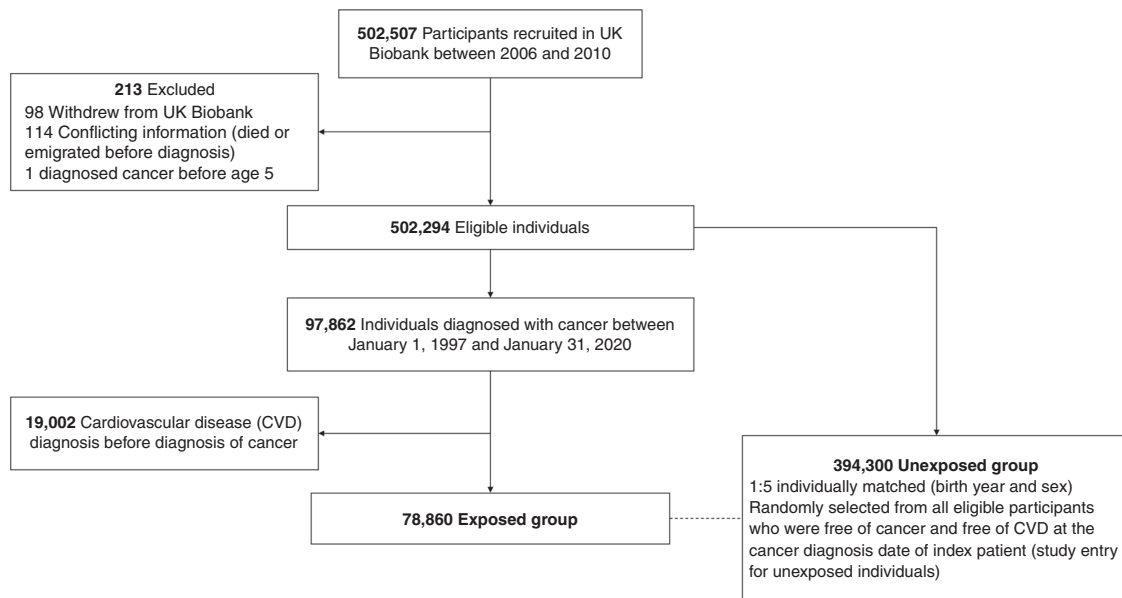 502,507 Participants recruited in UK
Biobank between 2006 and 2010
213 Excluded
98 Withdrew from UK Biobank
114 Conflicting information (died or
emigrated before diagnosis)
1 diagnosed cancer before age 5
502,294 Eligible individuals
97,862 Individuals diagnosed with cancer between
January 1, 1997 and January 31, 2020
19,002 Cardiovascular disease (CVD)
diagnosis before diagnosis of cancer
78,860 Exposed group
394,300 Unexposed group
1:5 individually matched (birth year and sex)
Randomly selected from all eligible participants
who were free of cancer and free of CVD at the
cancer diagnosis date of index patient (study entry
for unexposed individuals)